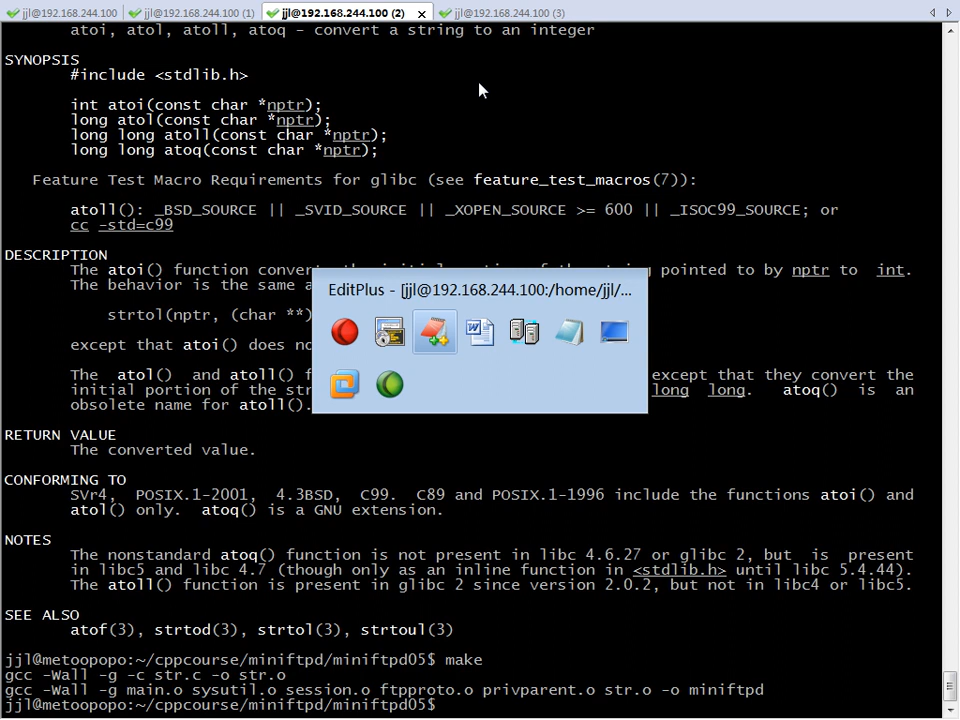 jjl@192.168.244.100 jjl@192.168.244.100 (1) jjl@192.168.244.100 (2) jjl@192.168.244.100 (3)
atoi, atol, atoll, atoq - convert a string to an integer
SYNOPSIS
#include <stdlib.h>
int atoi(const char *nptr);
long atol(const char *nptr);
long long atoll(const char *nptr);
long long atoq(const char *nptr);
Feature Test Macro Requirements for glibc (see feature_test_macros(7)):
atoll(): _BSD_SOURCE || _SVID_SOURCE || _XOPEN_SOURCE >= 600 || _ISOC99_SOURCE; or
cc -std=c99
DESCRIPTION
The atoi() function pointed to by nptr to int.
The behavior is the same
EditPlus - [jjl@192.168.244.100:/home/jjl/...
strtol(nptr, (char **)
except that atoi() does
The atol() and atoll() except that they convert the
initial portion of the long long. atoq() is an
obsolete name for atoll().
RETURN VALUE
The converted value.
CONFORMING TO
SVr4, POSIX.1-2001, 4.3BSD, C99. C89 and POSIX.1-1996 include the functions atoi() and
atol() only. atoq() is a GNU extension.
NOTES
The nonstandard atoq() function is not present in libc 4.6.27 or glibc 2, but is present
in libc5 and libc 4.7 (though only as an inline function in <stdlib.h> until libc 5.4.44).
The atoll() function is present in glibc 2 since version 2.0.2, but not in libc4 or libc5.
SEE ALSO
atof(3), strtod(3), strtol(3), strtoul(3)
jjl@metoopopo:~/cppcourse/miniftpd/miniftpd05$ make
gcc -Wall -g -c str.c -o str.o
gcc -Wall -g main.o sysutil.o session.o ftpproto.o privparent.o str.o -o miniftpd
jjl@metoopopo:~/cppcourse/miniftpd/miniftpd05$